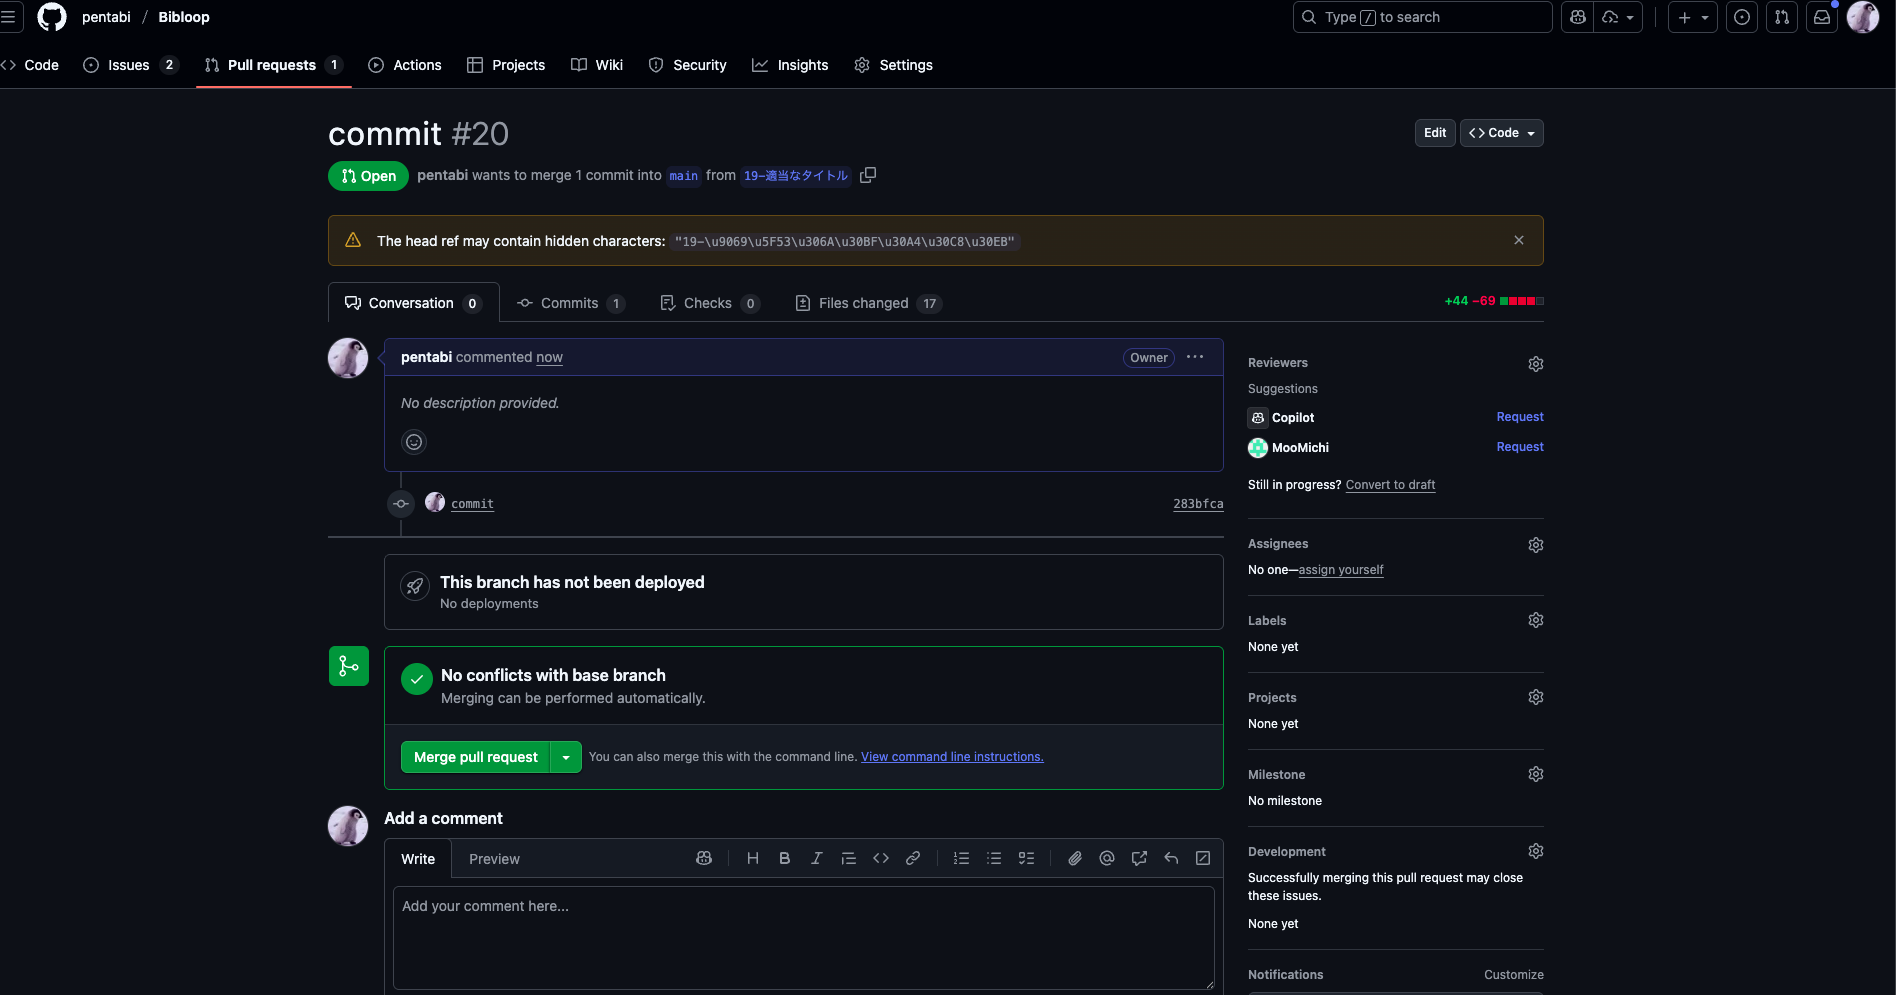 pentabi / Bibloop
Type / to search
Code
Issues 2
Pull requests 1
Actions
Projects
Wiki
Security
Insights
Settings
commit #20
Edit
Code
Open
pentabi wants to merge 1 commit into main from 19-適当なタイトル
The head ref may contain hidden characters: "19-\u9069\u5F53\u306A\u30BF\u30A4\u30C8\u30EB"
Conversation 0
Commits 1
Checks 0
Files changed 17
+44 −69
pentabi commented now
Owner
No description provided.
commit
283bfca
This branch has not been deployed
No deployments
No conflicts with base branch
Merging can be performed automatically.
Merge pull request
You can also merge this with the command line. View command line instructions.
Add a comment
Write
Preview
Add your comment here...
Reviewers
Suggestions
Copilot
Request
MooMichi
Request
Still in progress? Convert to draft
Assignees
No one—assign yourself
Labels
None yet
Projects
None yet
Milestone
No milestone
Development
Successfully merging this pull request may close
these issues.
None yet
Notifications
Customize